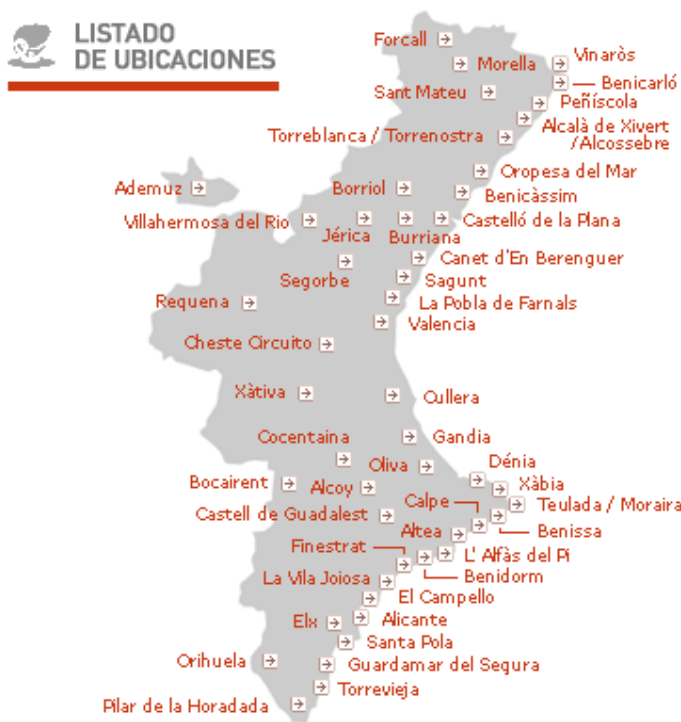 LISTADO
DE UBICACIONES
Forcall
Morella
Vinaròs
Benicarló
Sant Mateu
Peñíscola
Alcalà de Xivert
/Alcossebre
Torreblanca / Torrenostra
Oropesa del Mar
Ademuz
Borriol
Benicàssim
Villahermosa del Rio
Jérica
Burriana
Castelló de la Plana
Canet d'En Berenguer
Segorbe
Sagunt
Requena
La Pobla de Farnals
Valencia
Cheste Circuito
Xàtiva
Cullera
Cocentaina
Gandia
Oliva
Dénia
Bocairent
Alcoy
Xàbia
Calpe
Teulada / Moraira
Castell de Guadalest
Altea
Benissa
Finestrat
L' Alfàs del Pi
La Vila Joiosa
Benidorm
El Campello
Elx
Alicante
Santa Pola
Orihuela
Guardamar del Segura
Torrevieja
Pilar de la Horadada